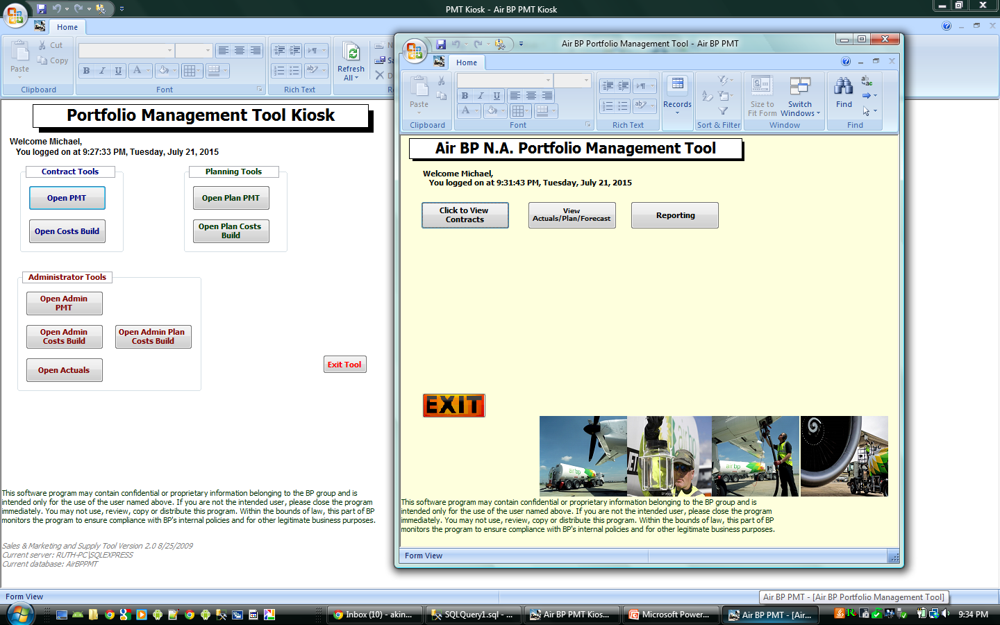 PMT Kiosk - Air BP PMT Kiosk
Home
Paste
Cut
Copy
Clipboard
B I U
Font
Rich Text
Refresh
All
Portfolio Management Tool Kiosk
Welcome Michael,
You logged on at 9:27:33 PM, Tuesday, July 21, 2015
Contract Tools
Planning Tools
Open PMT
Open Plan PMT
Open Costs Build
Open Plan Costs
Build
Administrator Tools
Open Admin
PMT
Open Admin
Costs Build
Open Admin Plan
Costs Build
Open Actuals
Exit Tool
This software program may contain confidential or proprietary information belonging to the BP group and is
intended only for the use of the user named above. If you are not the intended user, please close the program
immediately. You may not use, review, copy or distribute this program. Within the bounds of law, this part of BP
monitors the program to ensure compliance with BP's internal policies and for other legitimate business purposes.
Sales & Marketing and Supply Tool Version 2.0 8/25/2009
Current server: RUTH-PC\SQLEXPRESS
Current database: AirBPPMT
Form View
Air BP Portfolio Management Tool - Air BP PMT
Home
Paste
Clipboard
B I U
A
Font
Rich Text
Records
Sort & Filter
Size to
Fit Form
Switch
Windows
Window
Find
Find
Air BP N.A. Portfolio Management Tool
Welcome Michael,
You logged on at 9:31:43 PM, Tuesday, July 21, 2015
Click to View
Contracts
View
Actuals/Plan/Forecast
Reporting
EXIT
air bp
This software program may contain confidential or proprietary information belonging to the BP group and is
intended only for the use of the user named above. If you are not the intended user, please close the program
immediately. You may not use, review, copy or distribute this program. Within the bounds of law, this part of BP
monitors the program to ensure compliance with BP's internal policies and for other legitimate business purposes.
Form View
Air BP PMT - [Air BP Portfolio Management Tool]
Inbox (10) - akin...
SQLQuery1.sql - ...
Air BP PMT Kios...
Microsoft Power...
Air BP PMT - [Air...
9:34 PM